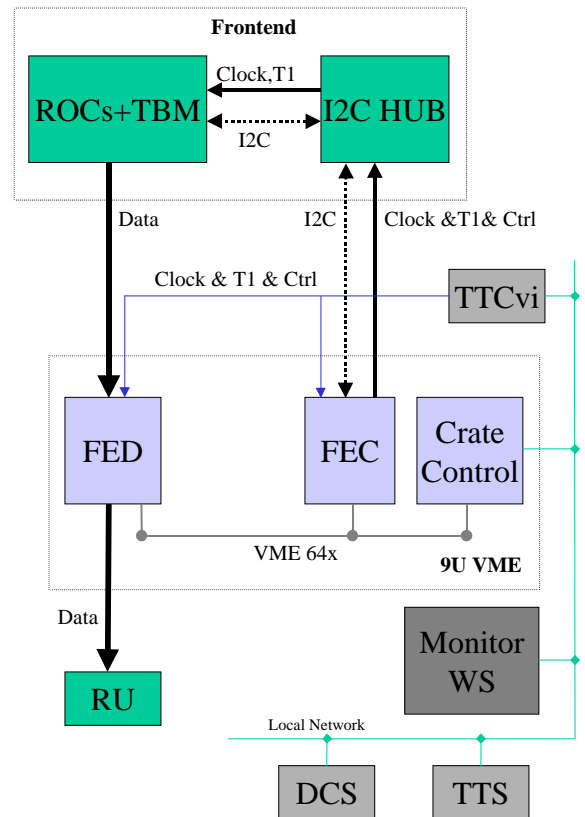 Frontend
Clock,T1
ROCs+TBM
I2C HUB
I2C
Data
I2C
Clock &T1& Ctrl
Clock & T1 & Ctrl
TTCvi
FED
FEC
Crate
Control
VME 64x
9U VME
Data
Monitor
WS
RU
Local Network
DCS
TTS